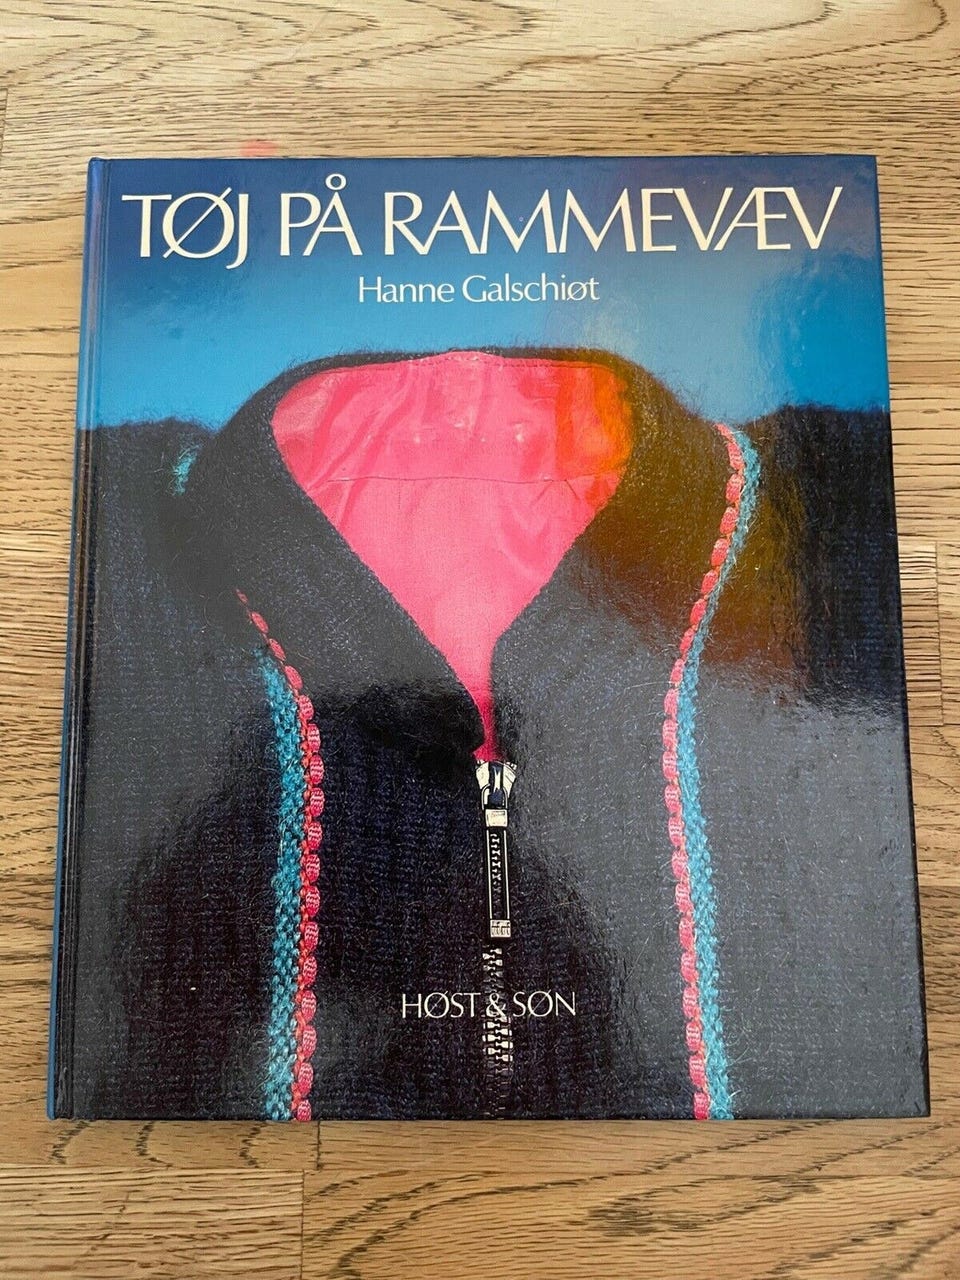 TØJ PÅ RAMMEVÆV
Hanne Galschiøt
HØST & SØN